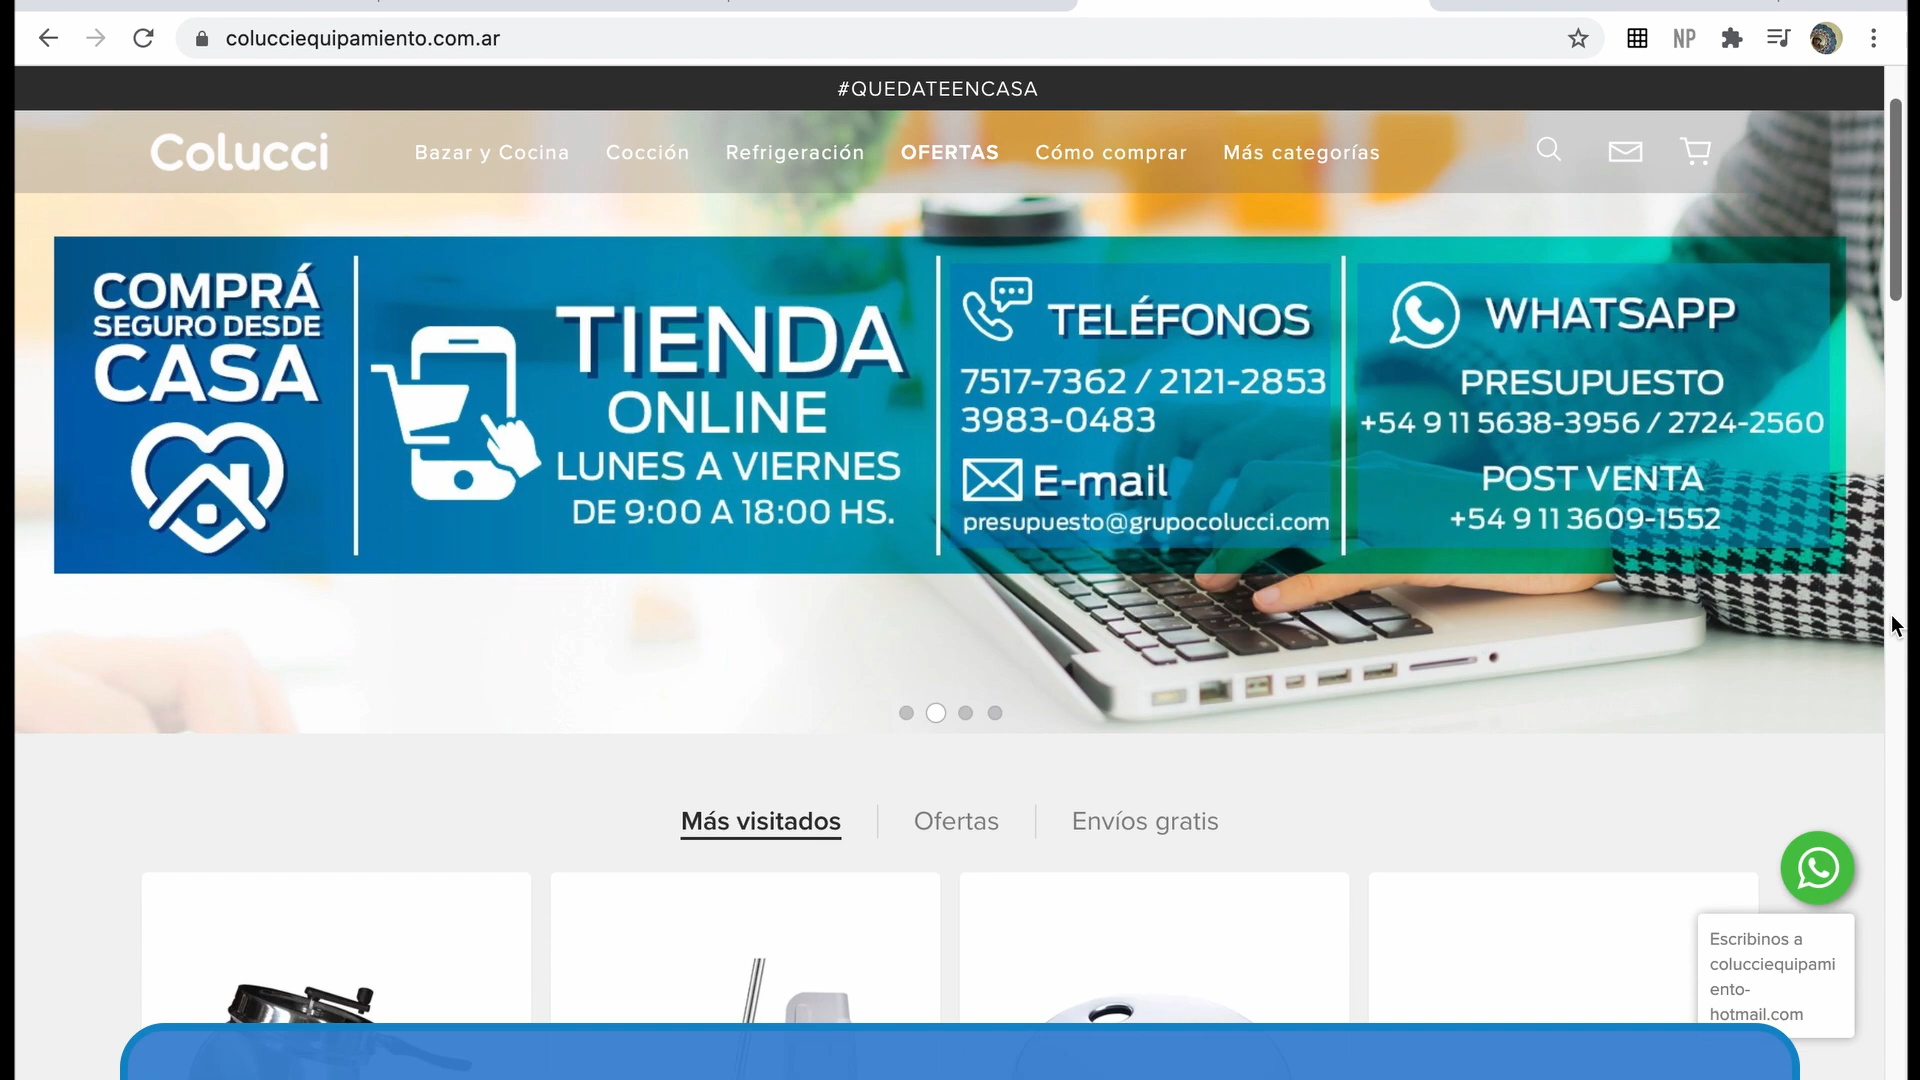 colucciequipamiento.com.ar
NP
#QUEDATEENCASA
Colucci
Bazar y Cocina
Cocción
Refrigeración
OFERTAS
Cómo comprar
Más categorías
COMPRÁ
SEGURO DESDE
CASA
TIENDA
ONLINE
LUNES A VIERNES
DE 9:00 A 18:00 HS.
TELÉFONOS
7517-7362 / 2121-2853
3983-0483
E-mail
presupuesto@grupocolucci.com
WHATSAPP
PRESUPUESTO
+54 9 11 5638-3956 / 2724-2560
POST VENTA
+54 9 11 3609-1552
Más visitados
Ofertas
Envíos gratis
Escribinos a
colucciequipami
ento-
hotmail.com